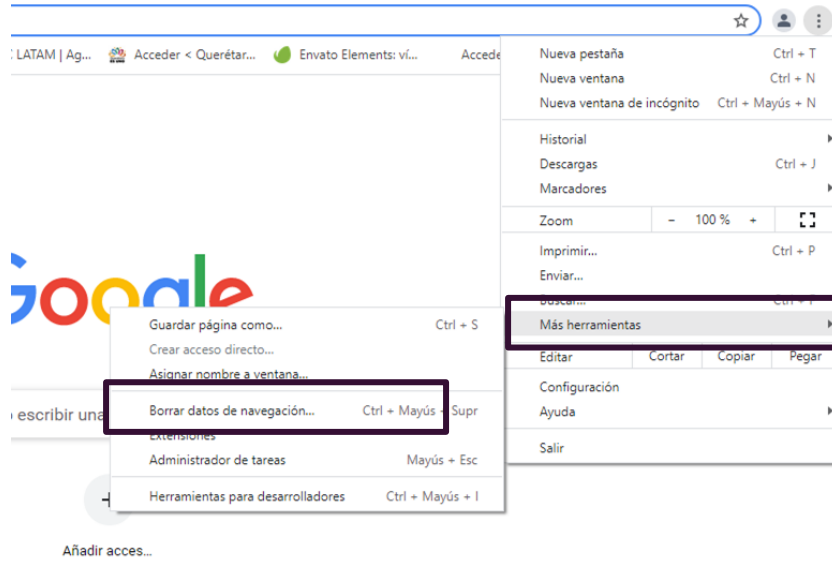 LATAM | Ag... Acceder < Querétar... Envato Elements: ví... Accede
Nueva pestaña Ctrl + T
Nueva ventana Ctrl + N
Nueva ventana de incógnito Ctrl + Mayús + N
Historial
Descargas Ctrl + J
Marcadores
Zoom - 100 % +
Imprimir... Ctrl + P
Enviar...
Buscar... Ctrl + F
Más herramientas
Editar Cortar Copiar Pegar
Configuración
Ayuda
Salir
Google
Guardar página como... Ctrl + S
Crear acceso directo...
Asignar nombre a ventana...
Borrar datos de navegación... Ctrl + Mayús + Supr
Extensiones
Administrador de tareas Mayús + Esc
Herramientas para desarrolladores Ctrl + Mayús + I
o escribir una
Añadir acces...